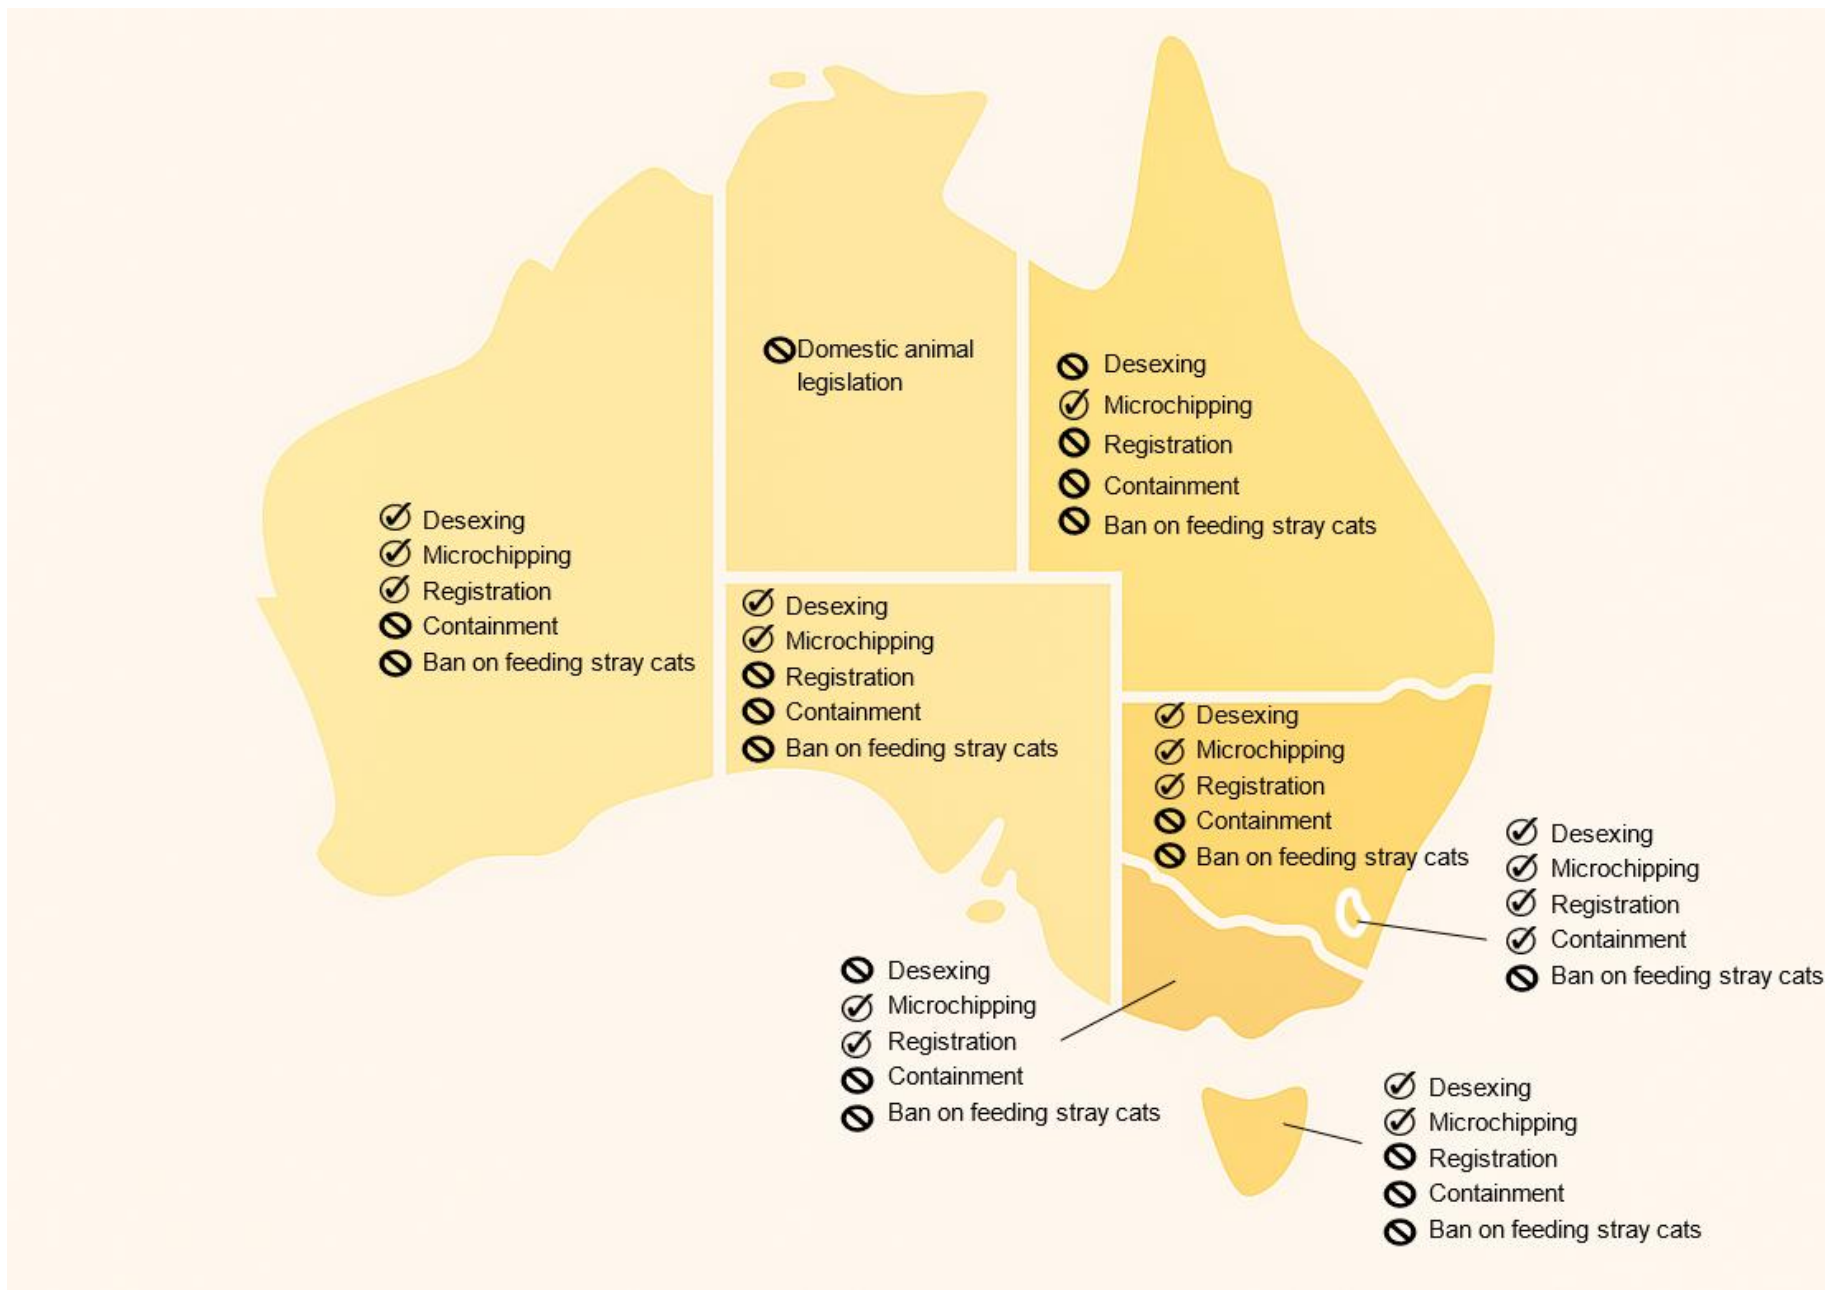 Domestic animal
legislation
Desexing
Microchipping
Registration
Containment
Ban on feeding stray cats
Desexing
Microchipping
Registration
Containment
Ban on feeding stray cats
Desexing
Microchipping
Registration
Containment
Ban on feeding stray cats
Desexing
Microchipping
Registration
Containment
Ban on feeding stray cats
Desexing
Microchipping
Registration
Containment
Ban on feeding stray cats
Desexing
Microchipping
Registration
Containment
Ban on feeding stray cats
Desexing
Microchipping
Registration
Containment
Ban on feeding stray cats